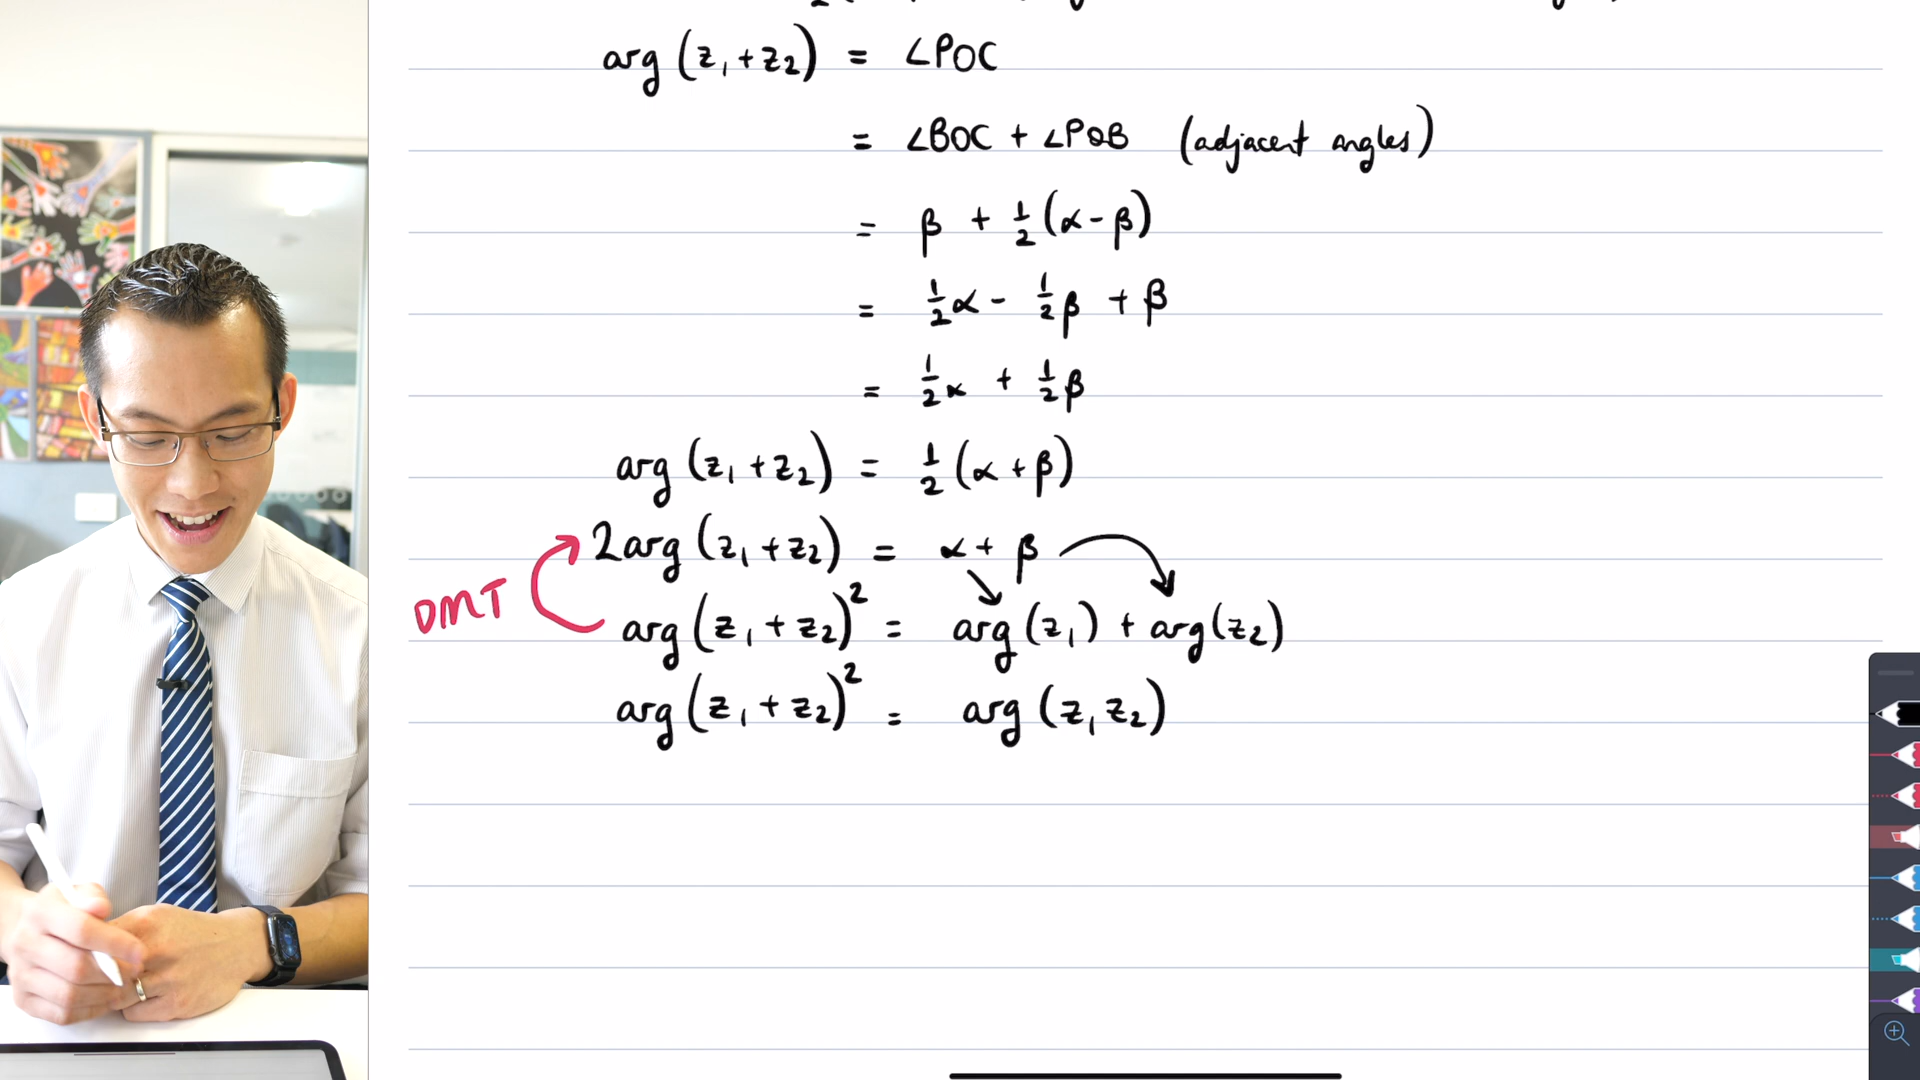 arg (z₁+z₂) = ∠POC
= ∠BOC + ∠POB (adjacent angles)
= β + ½(α-β)
= ½α - ½β + β
= ½α + ½β
arg (z₁+z₂) = ½(α+β)
2arg (z₁+z₂) = α+ β
DMT
arg (z₁+z₂)² = arg(z₁) + arg(z₂)
arg (z₁+z₂)² = arg (z₁z₂)